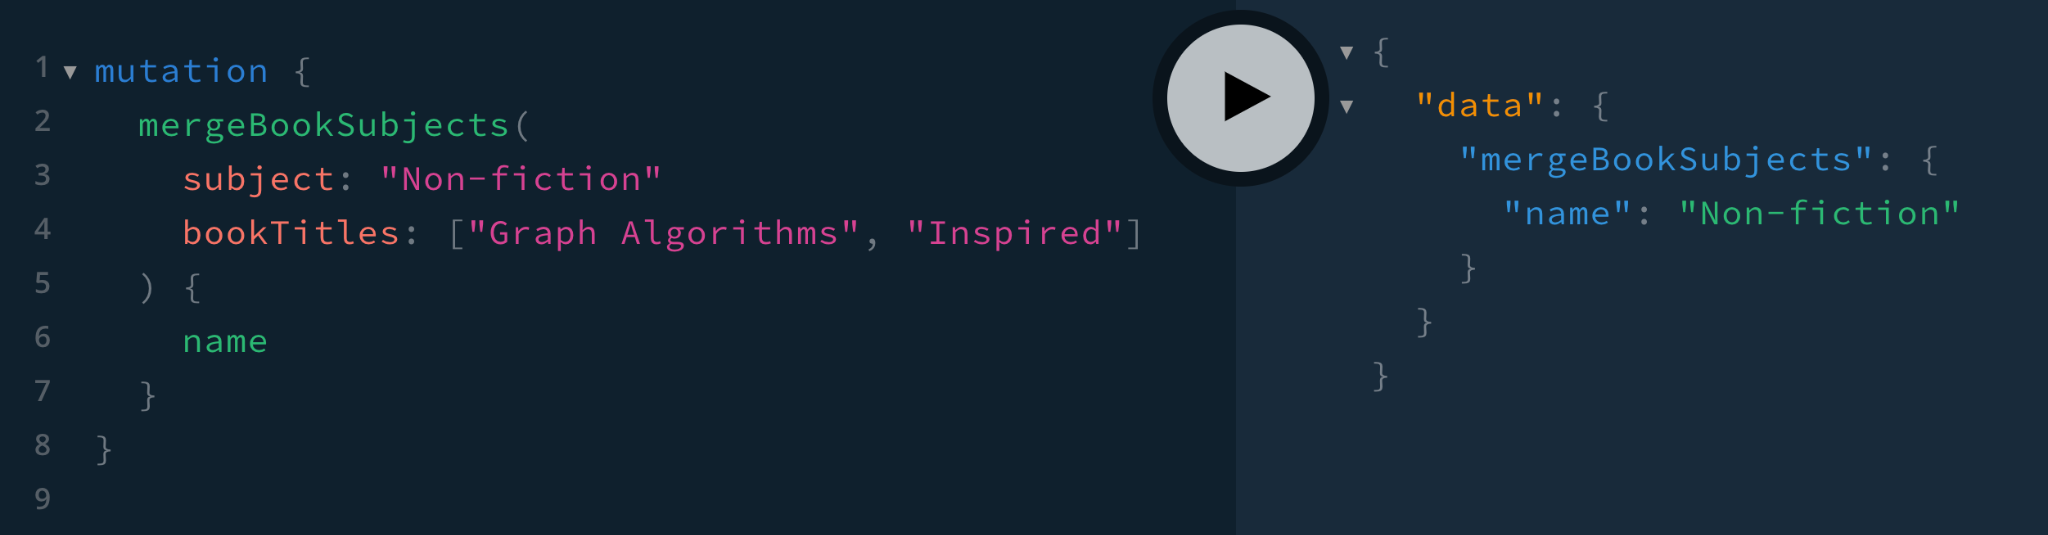 1 mutation {
2 mergeBookSubjects(
3 subject: "Non-fiction"
4 bookTitles: ["Graph Algorithms", "Inspired"]
5 ) {
6 name
7 }
8 }
9
{
"data": {
"mergeBookSubjects": {
"name": "Non-fiction"
}
}
}